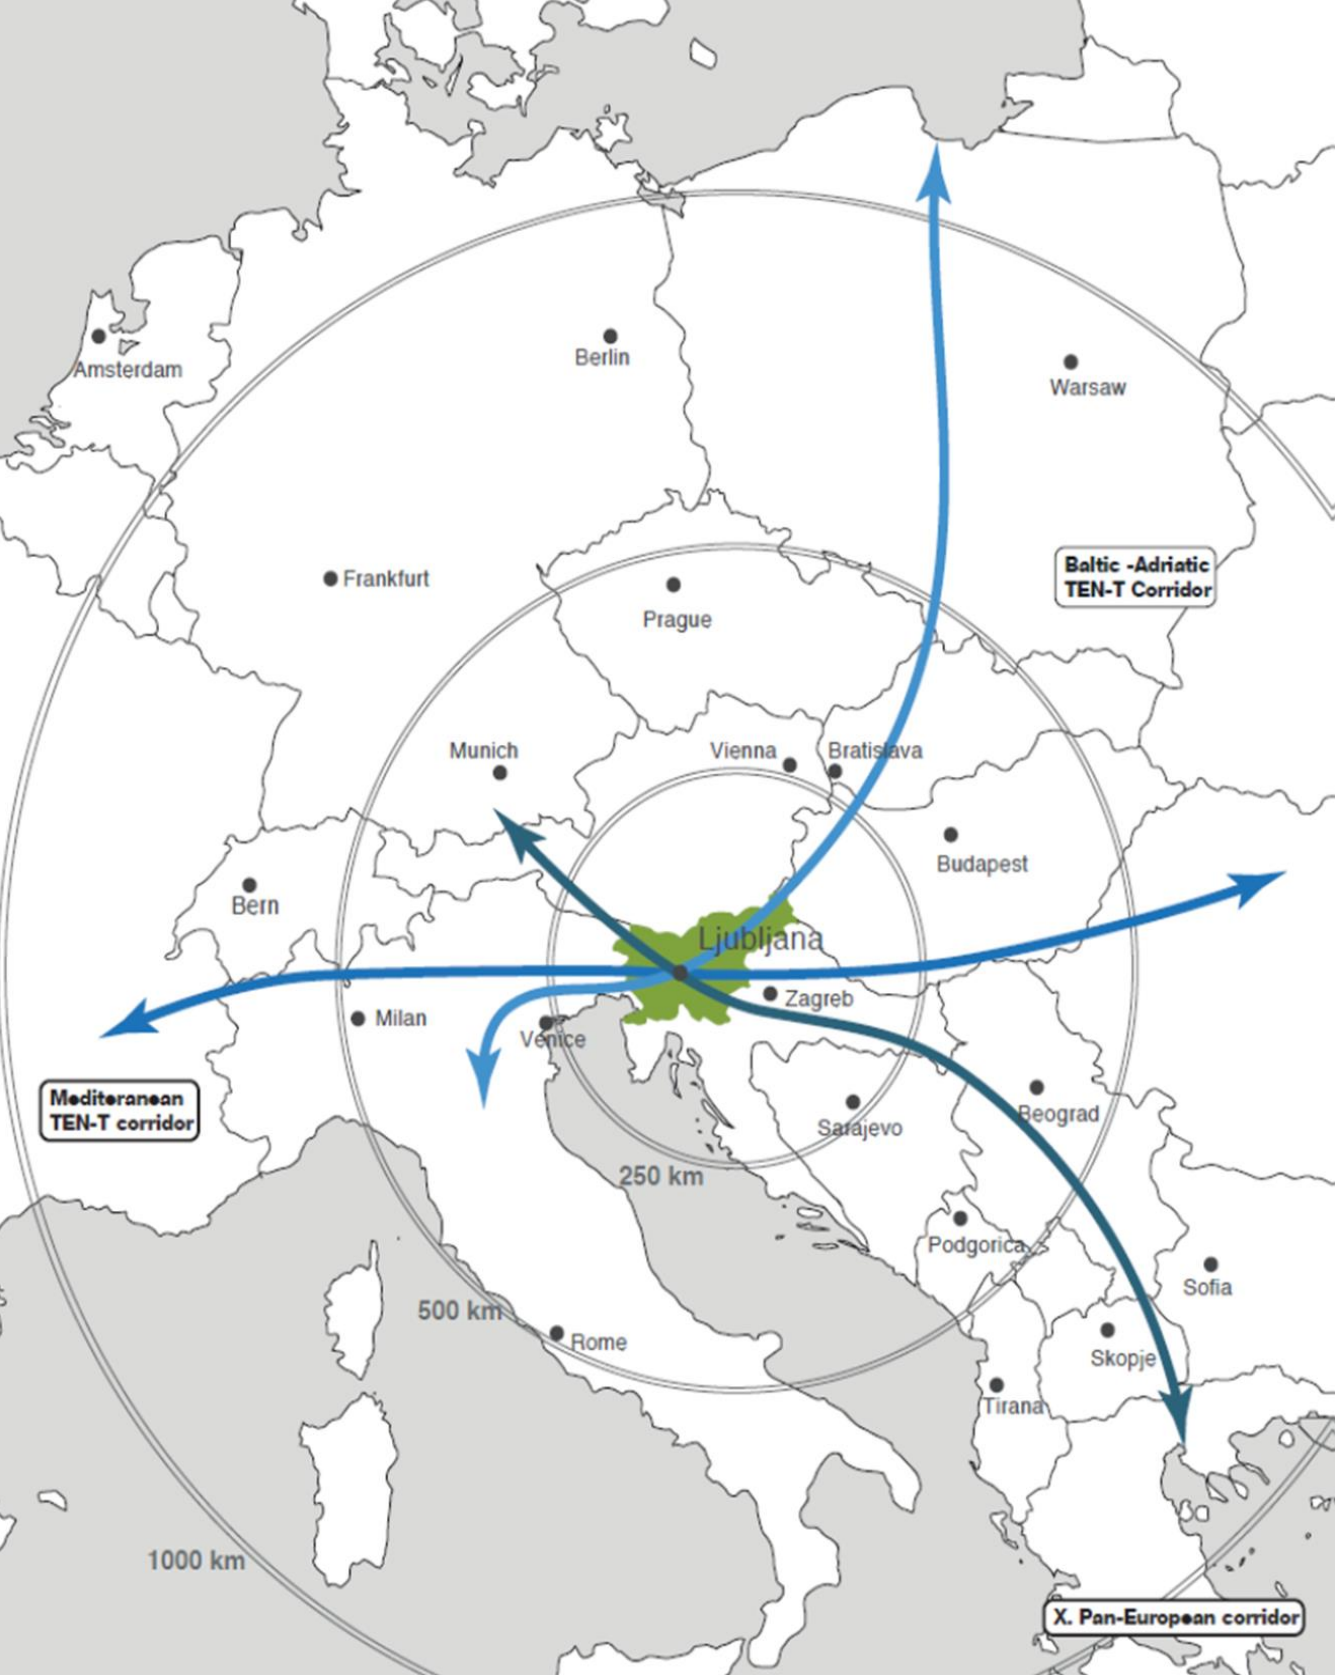 Amsterdam
Berlin
Warsaw
Frankfurt
Baltic -Adriatic
TEN-T Corridor
Prague
Munich
Vienna
Bratislava
Budapest
Bern
Ljubljana
Zagreb
Milan
Venice
Mediteranean
TEN-T corridor
Beograd
Sarajevo
250 km
Podgorica
Sofia
500 km
Rome
Skopje
Tirana
1000 km
X. Pan-European corridor